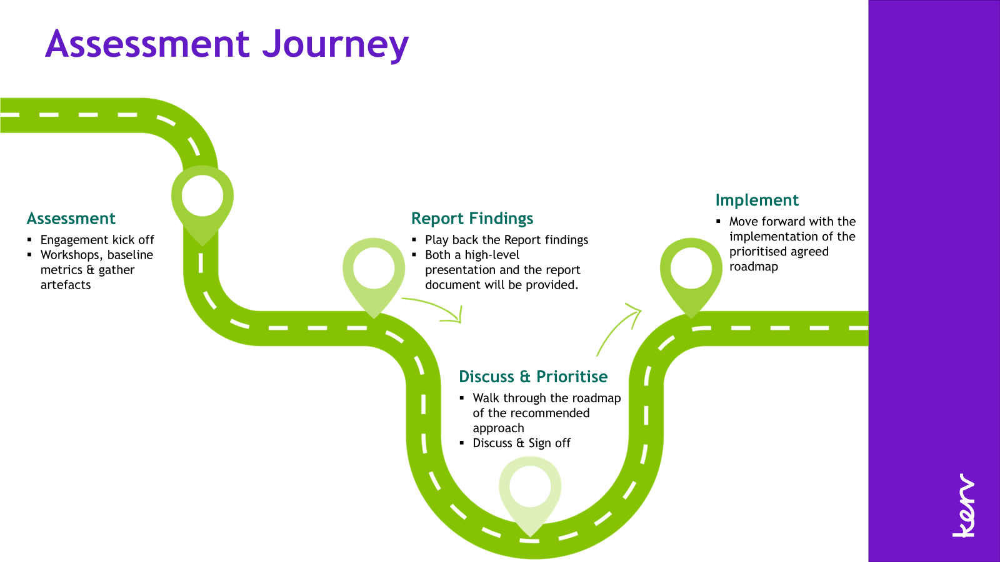 Assessment Journey
Assessment
▪ Engagement kick off
▪ Workshops, baseline
metrics & gather
artefacts
Report Findings
▪ Play back the Report findings
▪ Both a high-level
presentation and the report
document will be provided.
Discuss & Prioritise
▪ Walk through the roadmap
of the recommended
approach
▪ Discuss & Sign off
Implement
▪ Move forward with the
implementation of the
prioritised agreed
roadmap
kerv